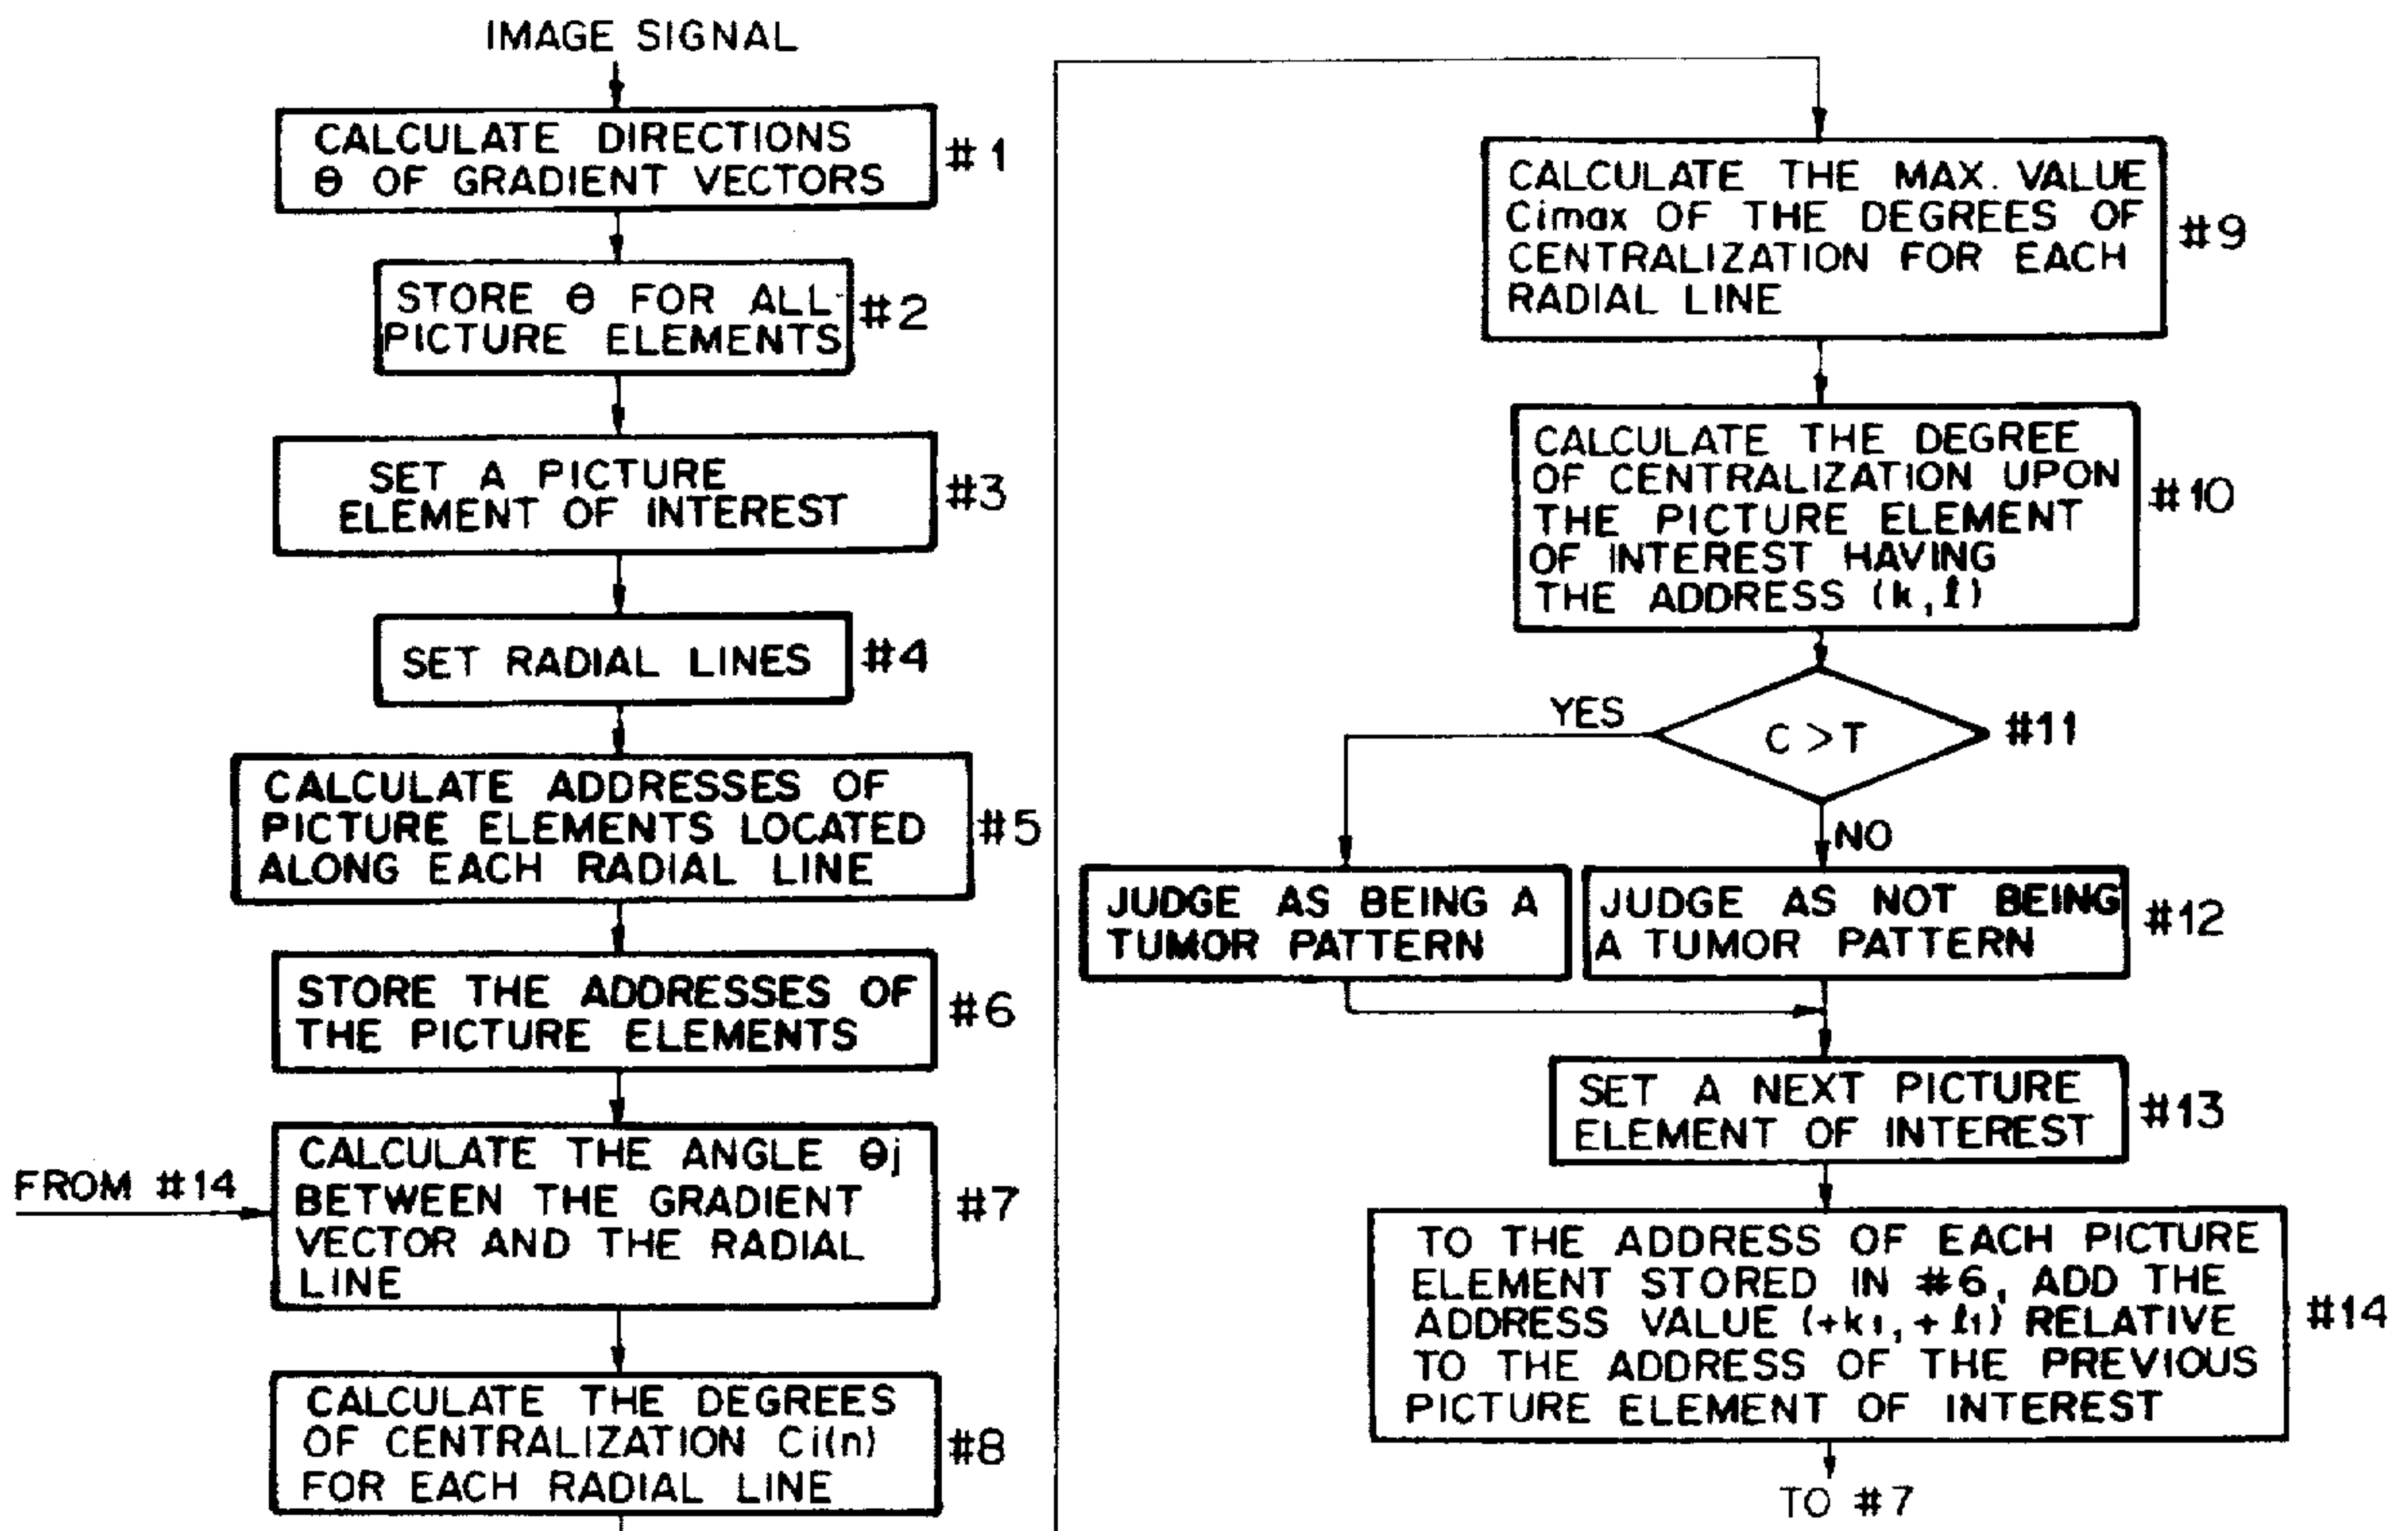 IMAGE SIGNAL
CALCULATE DIRECTIONS
θ OF GRADIENT VECTORS
#1
STORE θ FOR ALL
PICTURE ELEMENTS
#2
SET A PICTURE
ELEMENT OF INTEREST
#3
SET RADIAL LINES
#4
CALCULATE ADDRESSES OF
PICTURE ELEMENTS LOCATED
ALONG EACH RADIAL LINE
#5
STORE THE ADDRESSES OF
THE PICTURE ELEMENTS
#6
FROM #14
CALCULATE THE ANGLE θj
BETWEEN THE GRADIENT
VECTOR AND THE RADIAL
LINE
#7
CALCULATE THE DEGREES
OF CENTRALIZATION Ci(n)
FOR EACH RADIAL LINE
#8
CALCULATE THE MAX. VALUE
Cimax OF THE DEGREES OF
CENTRALIZATION FOR EACH
RADIAL LINE
#9
CALCULATE THE DEGREE
OF CENTRALIZATION UPON
THE PICTURE ELEMENT
OF INTEREST HAVING
THE ADDRESS (k,ℓ)
#10
YES
C > T
#11
NO
JUDGE AS BEING A
TUMOR PATTERN
JUDGE AS NOT BEING
A TUMOR PATTERN
#12
SET A NEXT PICTURE
ELEMENT OF INTEREST
#13
TO THE ADDRESS OF EACH PICTURE
ELEMENT STORED IN #6, ADD THE
ADDRESS VALUE (+k1,+ℓ1) RELATIVE
TO THE ADDRESS OF THE PREVIOUS
PICTURE ELEMENT OF INTEREST
#14
TO #7